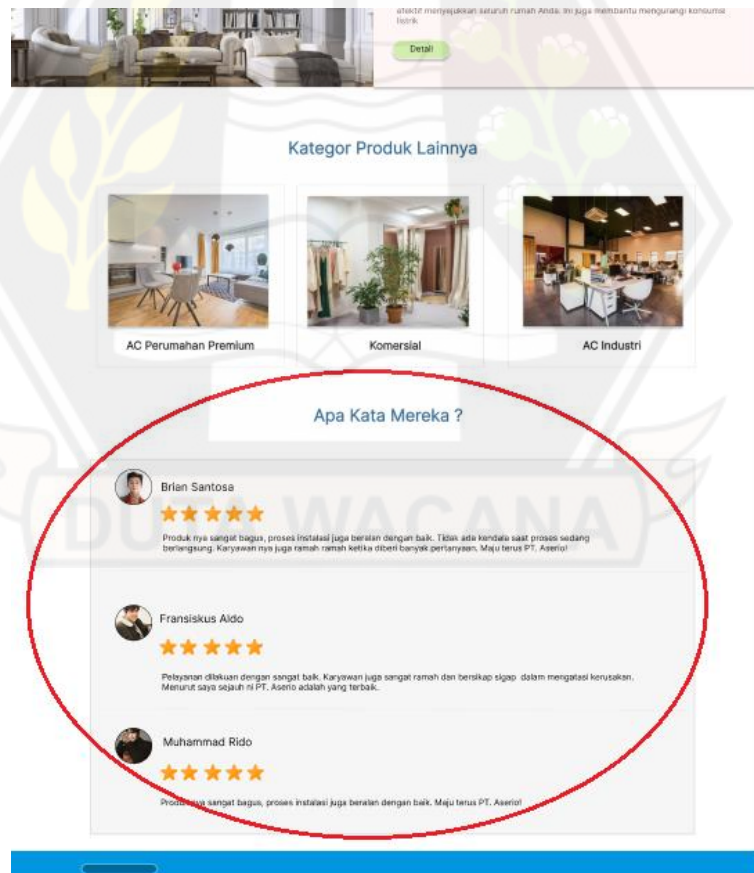 efektif menyejukkan seluruh rumah Anda. Ini juga membantu mengurangi konsumsi
listrik
Detail
Kategor Produk Lainnya
AC Perumahan Premium
Komersial
AC Industri
Apa Kata Mereka ?
Brian Santosa
Produk nya sangat bagus, proses instalasi juga beralan dengan baik. Tidak ada kendala saat proses sedang
berlangsung. Karyawan nya juga ramah ramah ketika diberi banyak pertanyaan. Maju terus PT. Aserio!
DUTA WACANA
Fransiskus Aldo
Pelayanan dilakuan dengan sangat baik. Karyawan juga sangat ramah dan bersikap sigap dalam mengatasi kerusakan.
Menurut saya sejauh ni PT. Aserio adalah yang terbaik.
Muhammad Rido
Produk nya sangat bagus, proses instalasi juga beralan dengan baik. Maju terus PT. Aserio!